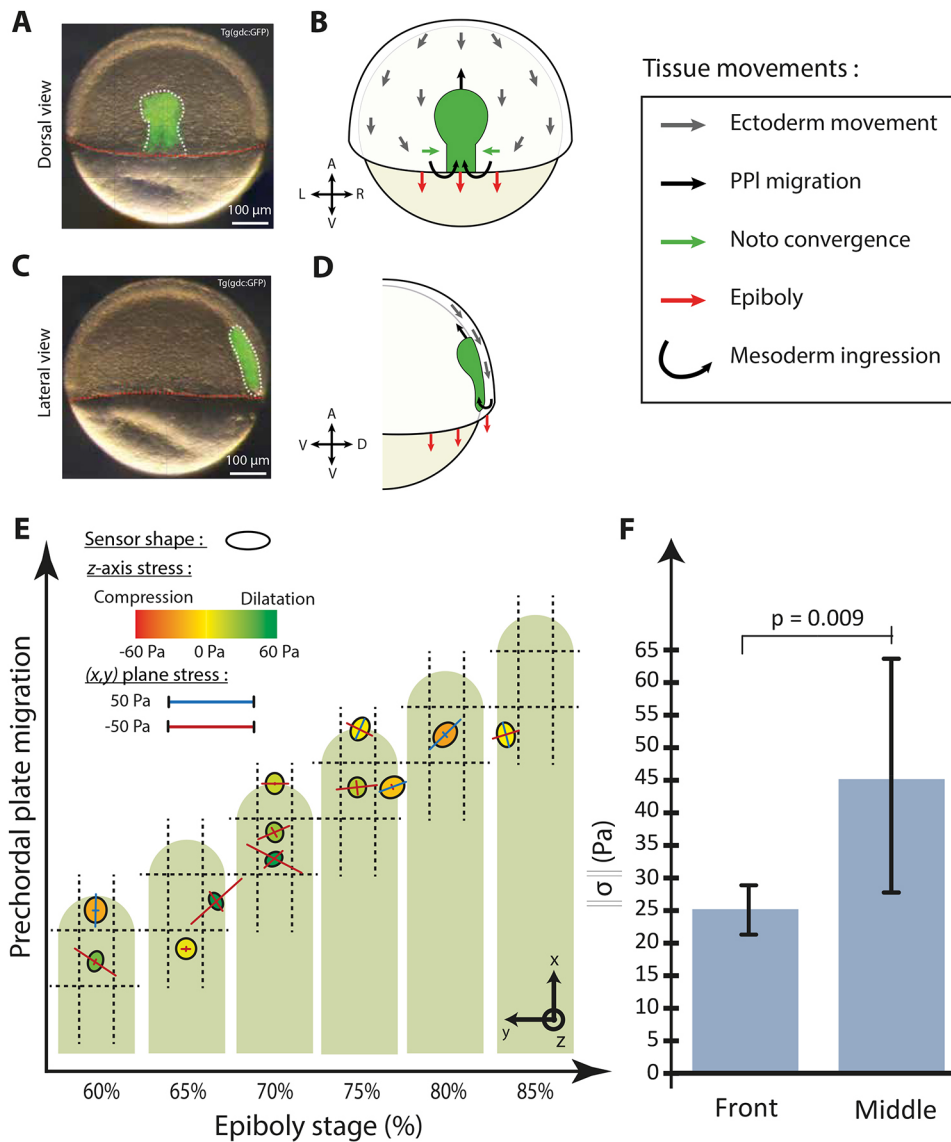 A
Tg(gdc:GFP)
Dorsal view
100 µm
B
A
L R
V
Tissue movements :
Ectoderm movement
PPl migration
Noto convergence
Epiboly
Mesoderm ingression
C
Tg(gdc:GFP)
Lateral view
100 µm
D
A
V D
V
E
Sensor shape :
z-axis stress :
Compression Dilatation
-60 Pa 0 Pa 60 Pa
(x,y) plane stress :
50 Pa
-50 Pa
Prechordal plate migration
x
y
z
60% 65% 70% 75% 80% 85%
Epiboly stage (%)
F
p = 0.009
65
60
55
50
45
40
35
30
25
20
15
10
5
0
||σ|| (Pa)
Front Middle